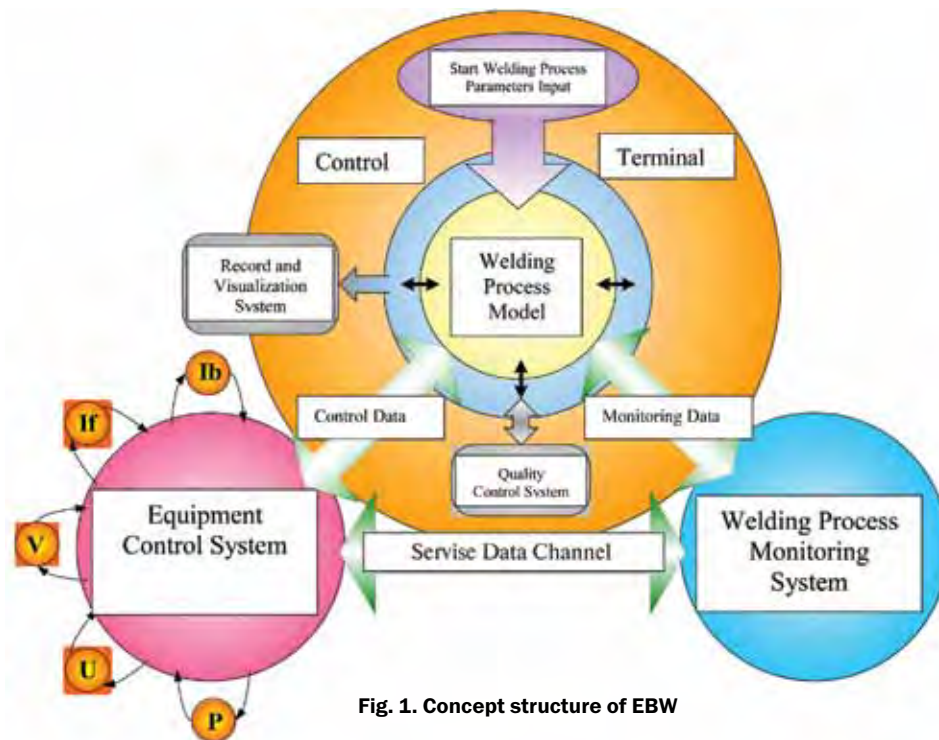 Start Welding Process
Parameters Input
Control
Terminal
Record and
Visualization
Svstem
Welding
Process
Model
Ib
If
V
U
P
Control Data
Monitoring Data
Quality
Control System
Equipment
Control System
Servise Data Channel
Welding Process
Monitoring
System
Fig. 1. Concept structure of EBW